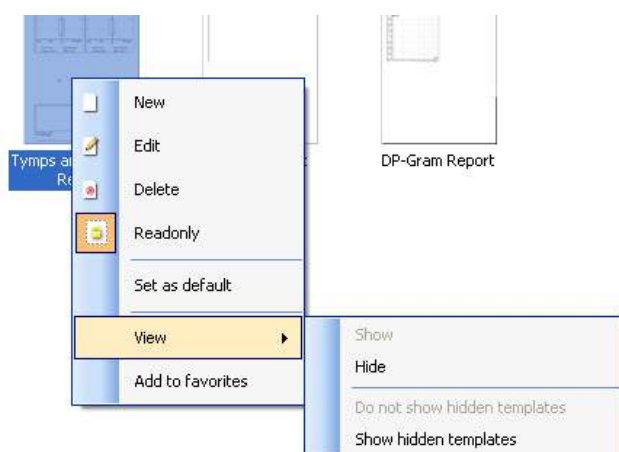 New
Edit
Tymps a
DP-Gram Report
Re
Delete
Readonly
Set as default
View
Show
Hide
Add to favorites
Do not show hidden templates
Show hidden templates